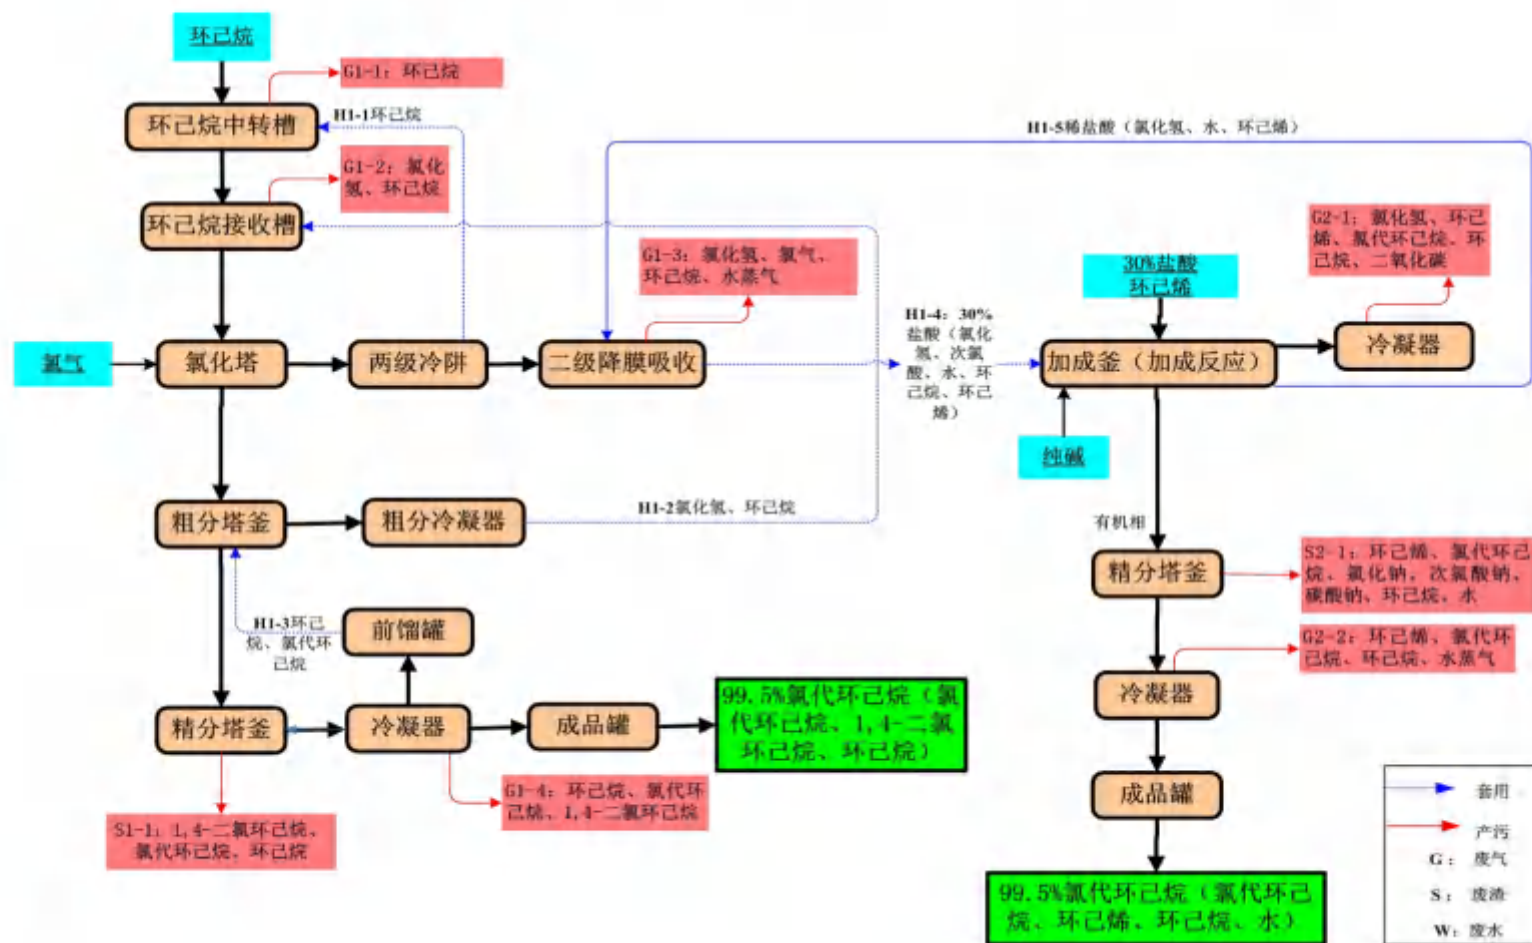 环己烷
G1-1：环己烷
环己烷中转槽
H1-1环己烷
H1-5稀盐酸（氯化氢、水、环己烯）
G1-2：氯化
氢、环己烷
环己烷接收槽
G1-3：氯化氢、氯气、
环己烷、水蒸气
G2-1：氯化氢、环己
烯、氯代环己烷、环
己烷、二氧化碳
30%盐酸
环己烯
H1-4：30%
盐酸（氯化
氢、次氯
酸、水、环
己烷、环己
烯）
氯气
氯化塔
两级冷阱
二级降膜吸收
加成釜（加成反应）
冷凝器
纯碱
粗分塔釜
粗分冷凝器
H1-2氯化氢、环己烷
有机相
精分塔釜
S2-1：环己烯、氯代环己
烷、氯化钠、次氯酸钠、
碳酸钠、环己烷、水
H1-3环己
烷、氯代环
己烷
前馏罐
G2-2：环己烯、氯代环
己烷、环己烷、水蒸气
冷凝器
精分塔釜
冷凝器
成品罐
99.5%氯代环己烷（氯
代环己烷、1,4-二氯
环己烷、环己烷）
G1-4：环己烷、氯代环
己烷、1,4-二氯环己烷
S1-1：1,4-二氯环己烷、
氯代环己烷、环己烷
成品罐
99.5%氯代环己烷（氯代环己
烷、环己烯、环己烷、水）
套用
产污
G： 废气
S： 废渣
W：废水